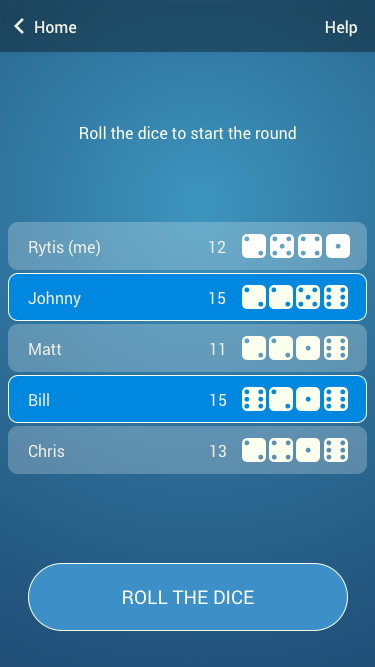 Home Help
Roll the dice to start the round
Rytis (me) 12
Johnny 15
Matt 11
Bill 15
Chris 13
ROLL THE DICE